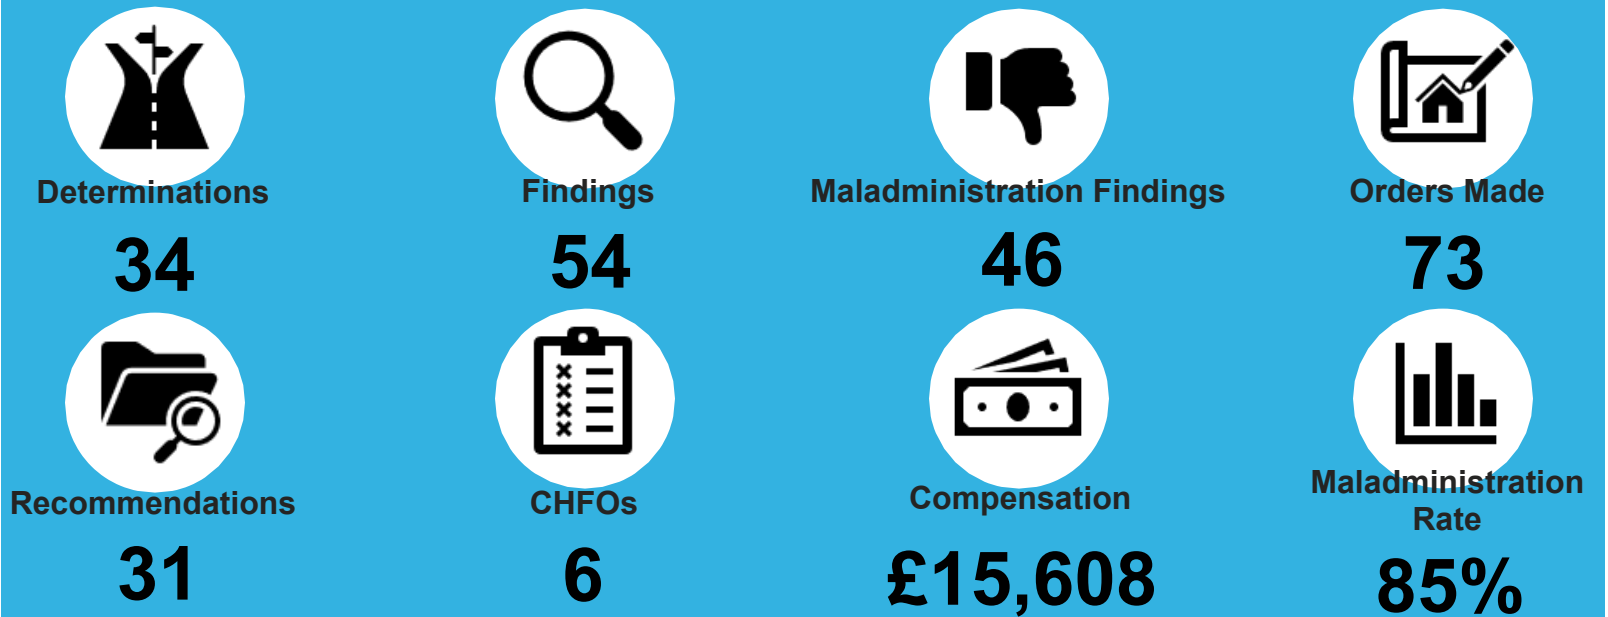 Determinations
34
Findings
54
Maladministration Findings
46
Orders Made
73
Recommendations
31
CHFOs
6
Compensation
£15,608
Maladministration
Rate
85%